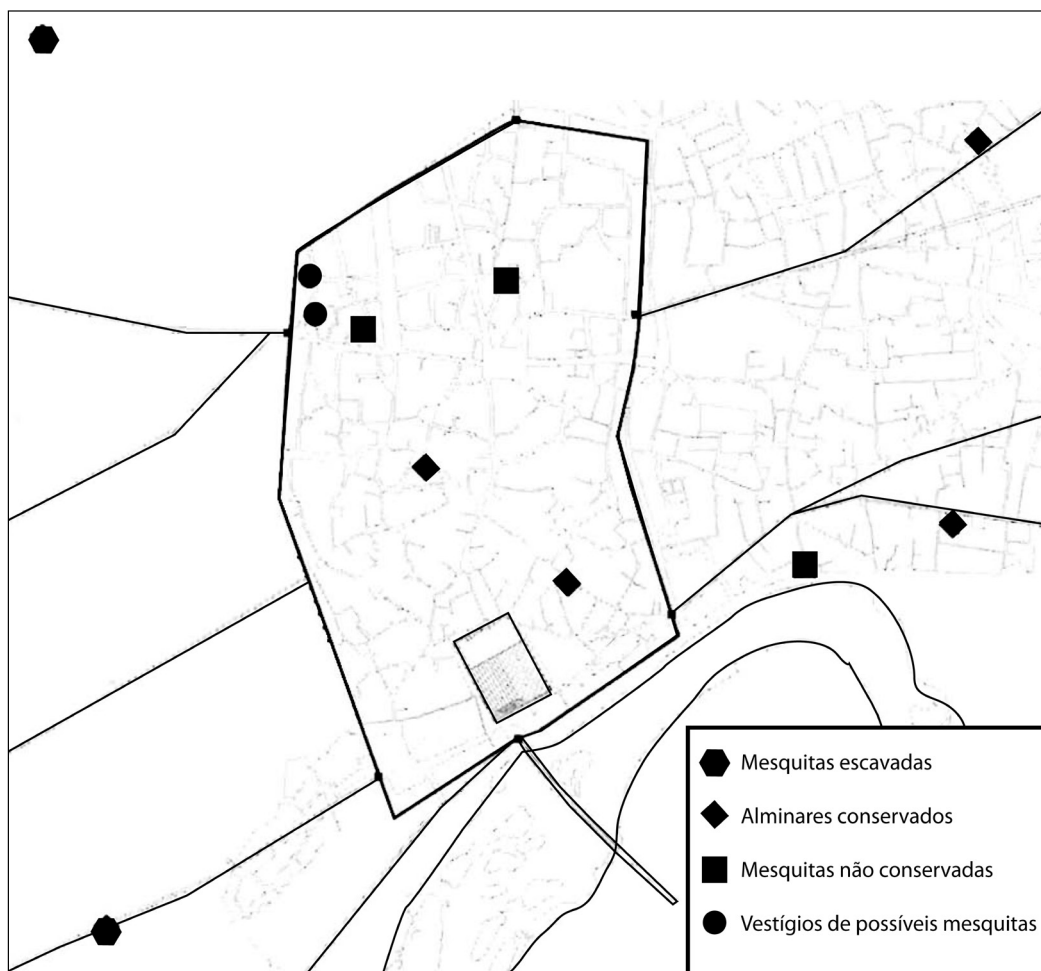 Mesquitas escavadas
Alminares conservados
Mesquitas não conservadas
Vestígios de possíveis mesquitas